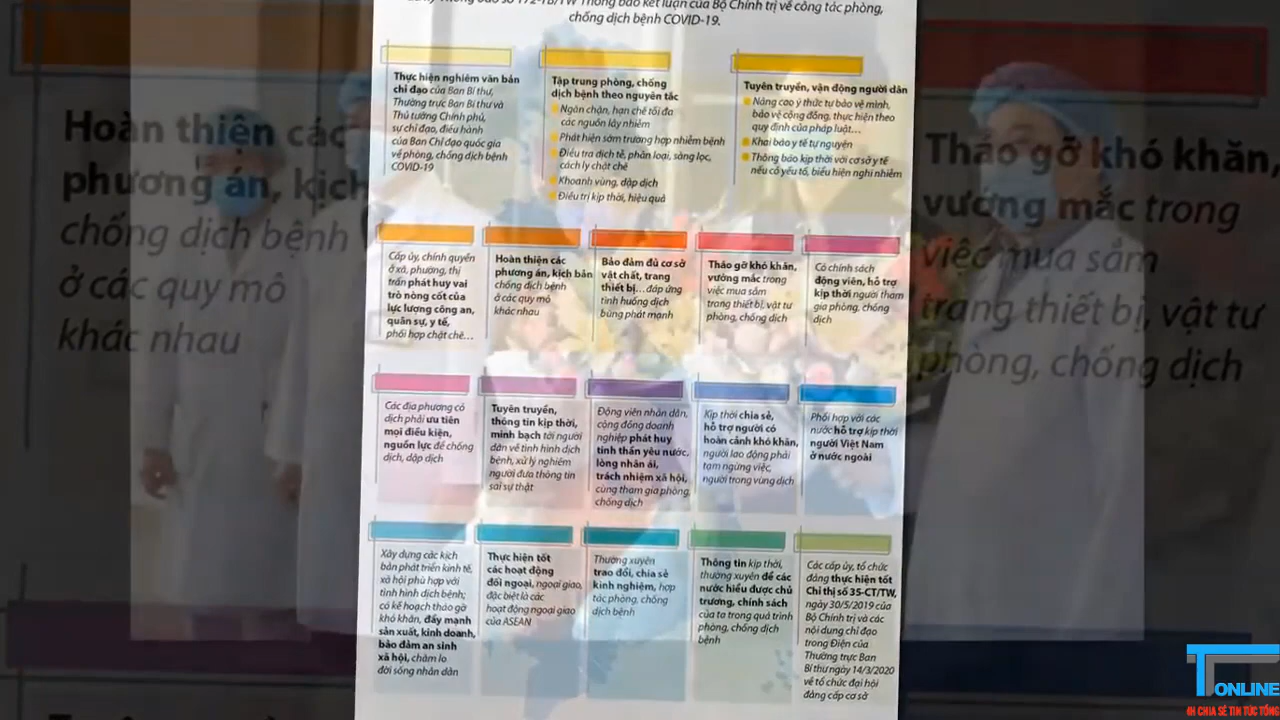 Thông báo kết luận của Bộ Chính trị về công tác phòng,
chống dịch bệnh COVID-19.
Thực hiện nghiêm văn bản
chỉ đạo của Ban Bí thư,
Thường trực Ban Bí thư và
Thủ tướng Chính phủ,
sự chỉ đạo, điều hành
của Ban Chỉ đạo quốc gia
về phòng, chống dịch bệnh
COVID-19
Tập trung phòng, chống
dịch bệnh theo nguyên tắc
Ngăn chặn, hạn chế tối đa
các nguồn lây nhiễm
Phát hiện sớm trường hợp nhiễm bệnh
Điều tra dịch tễ, phân loại, sàng lọc,
cách ly chặt chẽ
Khoanh vùng, dập dịch
Điều trị kịp thời, hiệu quả
Tuyên truyền, vận động người dân
Nâng cao ý thức tự bảo vệ mình,
bảo vệ cộng đồng, thực hiện theo
quy định của pháp luật...
Khai báo y tế tự nguyện
Thông báo kịp thời với cơ sở y tế
nếu có yếu tố, biểu hiện nghi nhiễm
Cấp ủy, chính quyền
ở xã, phường, thị
trấn phát huy vai
trò nòng cốt của
lực lượng công an,
quân sự, y tế,
phối hợp chặt chẽ...
Hoàn thiện các
phương án, kịch bản
chống dịch bệnh
ở các quy mô
khác nhau
Bảo đảm đủ cơ sở
vật chất, trang
thiết bị... đáp ứng
tình huống dịch
bùng phát mạnh
Tháo gỡ khó khăn,
vướng mắc trong
việc mua sắm
trang thiết bị, vật tư
phòng, chống dịch
Có chính sách
động viên, hỗ trợ
kịp thời người tham
gia phòng, chống
dịch
Các địa phương có
dịch phải ưu tiên
mọi điều kiện,
nguồn lực để chống
dịch, dập dịch
Tuyên truyền,
thông tin kịp thời,
minh bạch tới người
dân về tình hình dịch
bệnh, xử lý nghiêm
người đưa thông tin
sai sự thật
Động viên nhân dân,
cộng đồng doanh
nghiệp phát huy
tinh thần yêu nước,
lòng nhân ái,
trách nhiệm xã hội,
cùng tham gia phòng,
chống dịch
Kịp thời chia sẻ,
hỗ trợ người có
hoàn cảnh khó khăn,
người lao động phải
tạm ngừng việc,
người trong vùng dịch
Phối hợp với các
nước hỗ trợ kịp thời
người Việt Nam
ở nước ngoài
Xây dựng các kịch
bản phát triển kinh tế,
xã hội phù hợp với
tình hình dịch bệnh;
có kế hoạch tháo gỡ
khó khăn, đẩy mạnh
sản xuất, kinh doanh,
bảo đảm an sinh
xã hội, chăm lo
đời sống nhân dân
Thực hiện tốt
các hoạt động
đối ngoại, ngoại giao,
đặc biệt là các
hoạt động ngoại giao
của ASEAN
Thường xuyên
trao đổi, chia sẻ
kinh nghiệm, hợp
tác phòng, chống
dịch bệnh
Thông tin kịp thời,
thường xuyên để các
nước hiểu được chủ
trương, chính sách
của ta trong quá trình
phòng, chống dịch
bệnh
Các cấp ủy, tổ chức
đảng thực hiện tốt
Chỉ thị số 35-CT/TW,
ngày 30/5/2019 của
Bộ Chính trị và các
nội dung chỉ đạo
trong Điện của
Thường trực Ban
Bí thư ngày 14/3/2020
về tổ chức đại hội
đảng cấp cơ sở
Hoàn thiện các
phương án, kịch
chống dịch bệnh
ở các quy mô
khác nhau
Tháo gỡ khó khăn,
vướng mắc trong
việc mua sắm
trang thiết bị, vật tư
phòng, chống dịch
ONLINE
CHIA SẺ TIN TỨC TỔNG